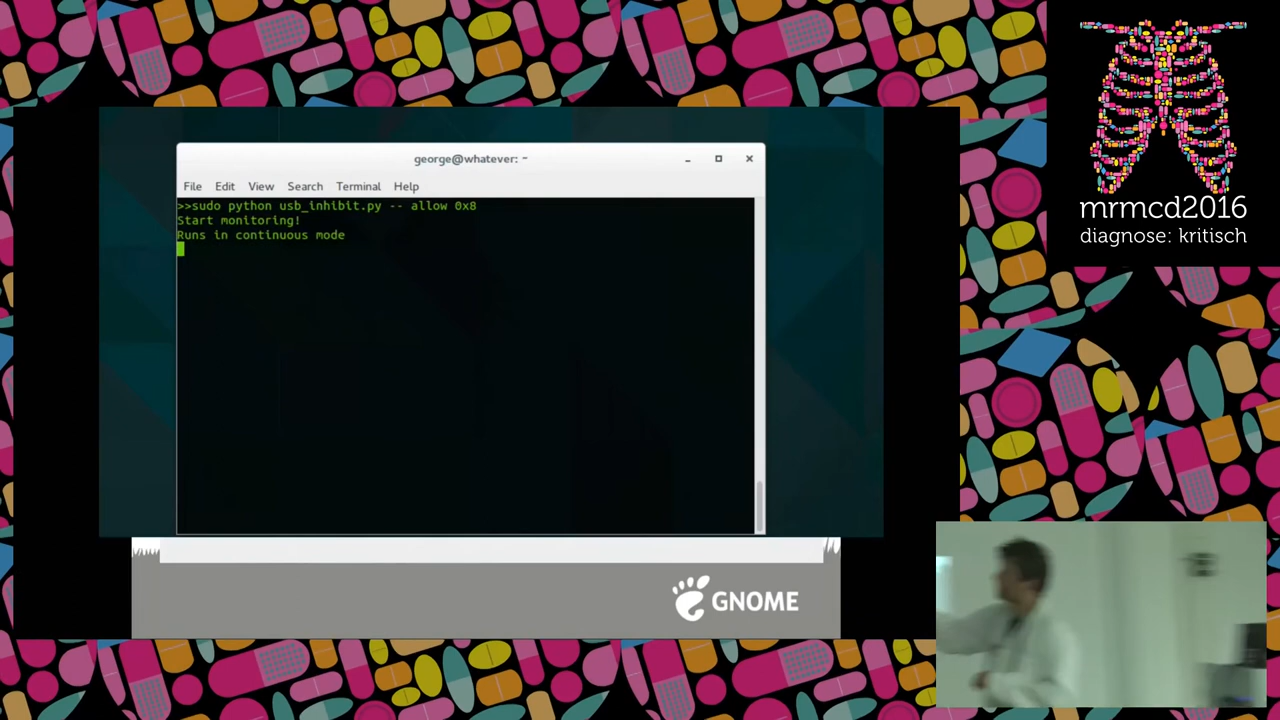 mrmcd2016
diagnose: kritisch
george@whatever: ~
File Edit View Search Terminal Help
>>sudo python usb_inhibit.py -- allow 0x8
Start monitoring!
Runs in continuous mode
GNOME